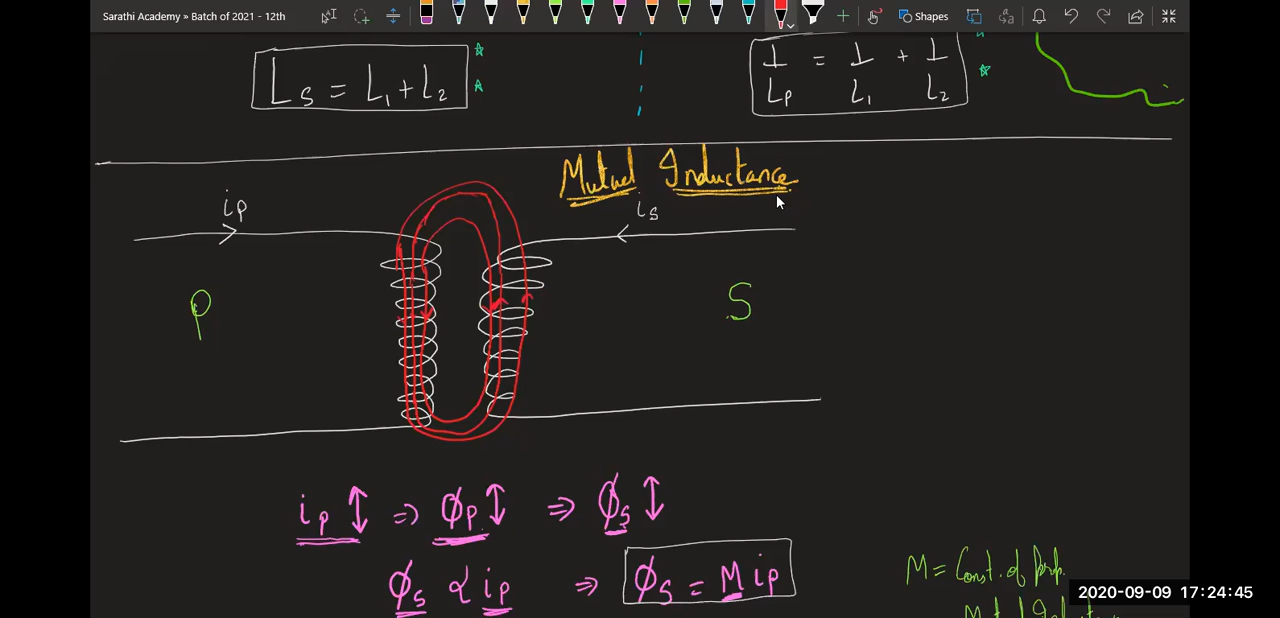 Sarathi Academy » Batch of 2021 - 12th
Shapes
Ls = L1 + L2
1/Lp = 1/L1 + 1/L2
Mutual Inductance
ip
is
P
S
ip ↕ ⇒ ϕP ↕ ⇒ ϕs ↕
ϕs ∝ ip ⇒ ϕs = M ip
M = Const. of prop.
2020-09-09 17:24:45